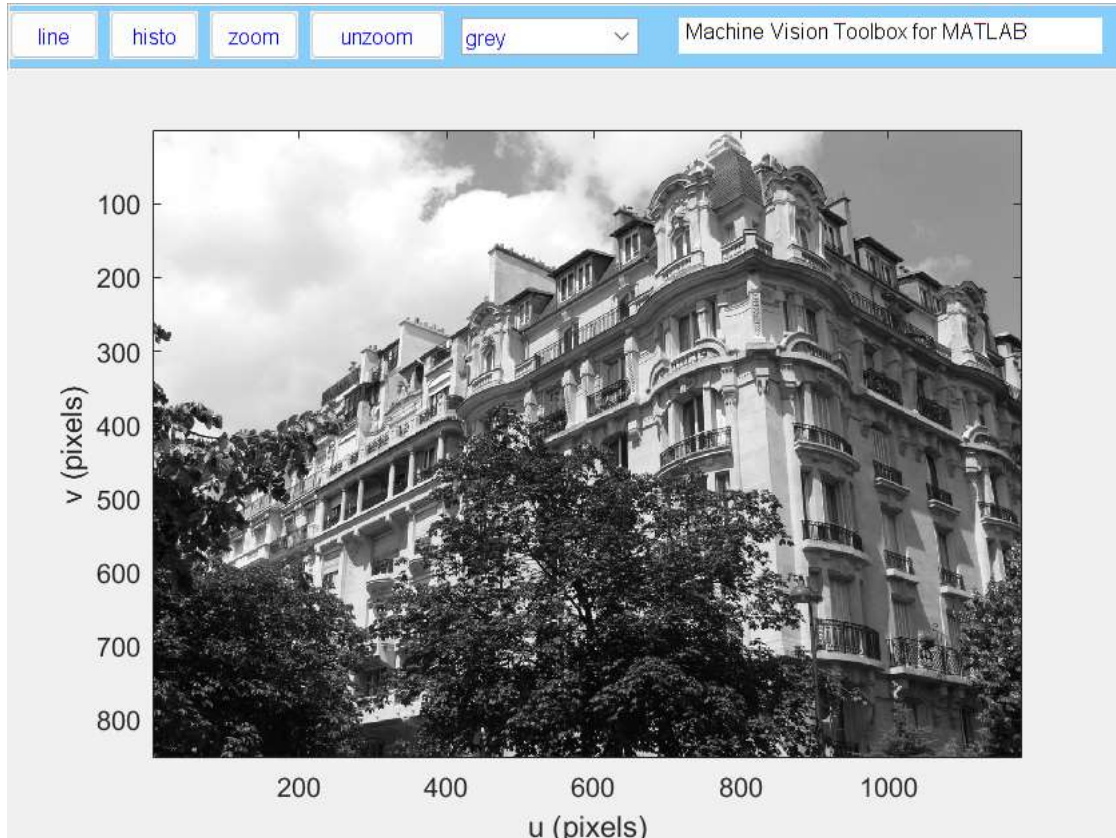 line histo zoom unzoom grey Machine Vision Toolbox for MATLAB
100
200
300
400
500
600
700
800
v (pixels)
200 400 600 800 1000
u (pixels)